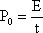 P₀ = E/t